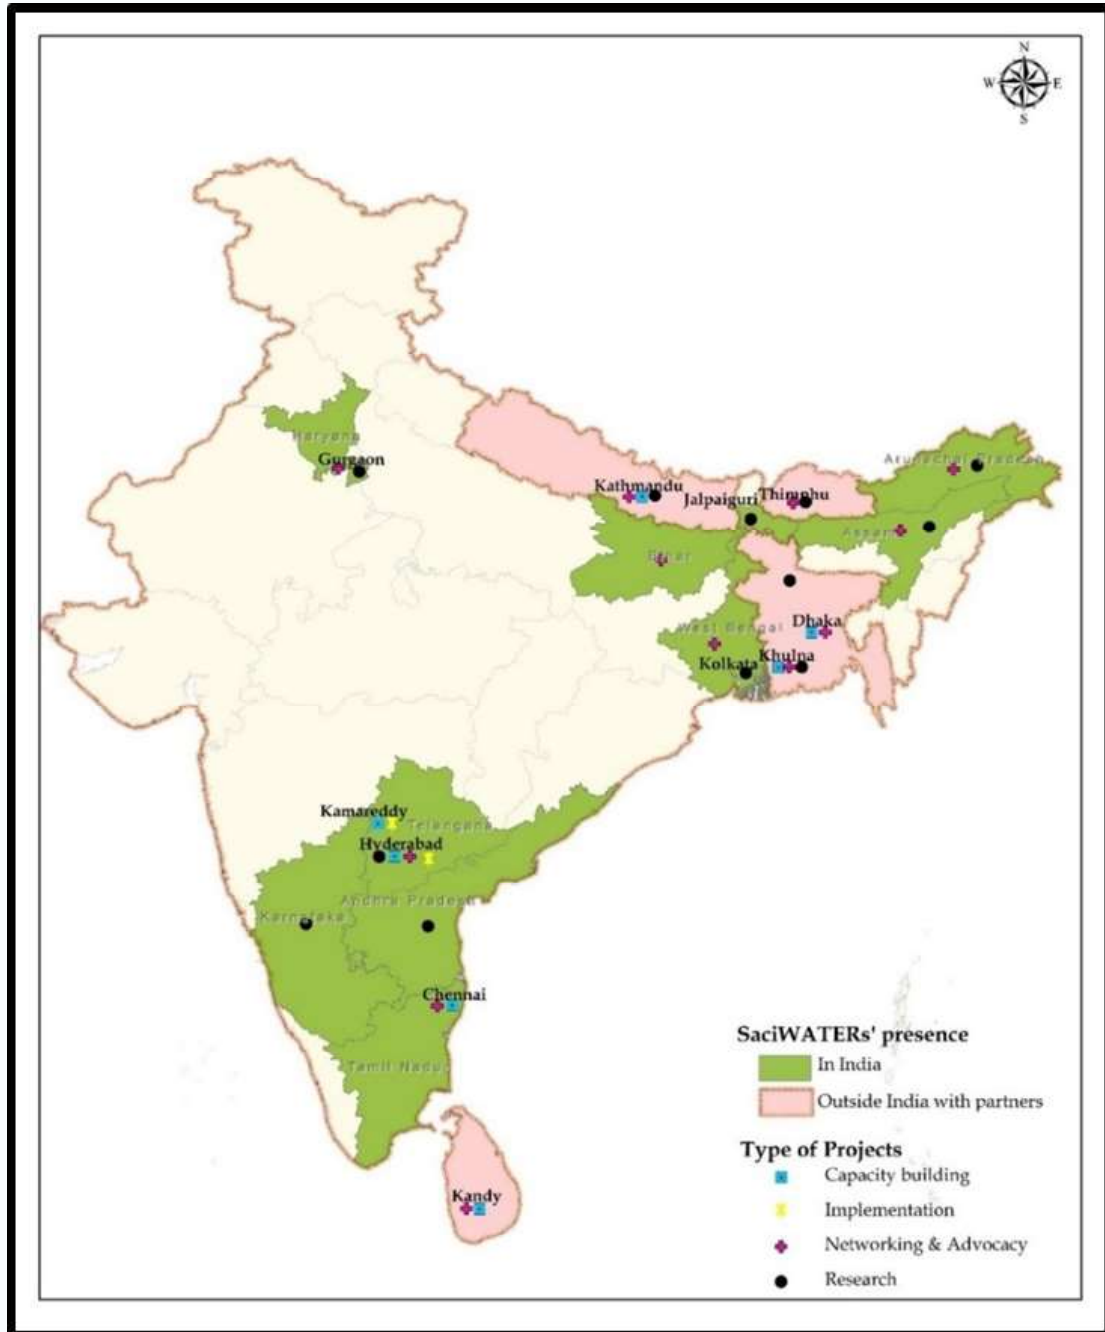 N
W E
S
Haryana
Gurgaon
Arunachal Pradesh
Kathmandu
Jalpaiguri
Thimphu
Assam
Bihar
Dhaka
West Bengal
Khulna
Kolkata
Kamareddy
Telangana
Hyderabad
Andhra Pradesh
Karnataka
Chennai
Tamil Nadu
Kandy
SaciWATERs' presence
In India
Outside India with partners
Type of Projects
Capacity building
Implementation
Networking & Advocacy
Research